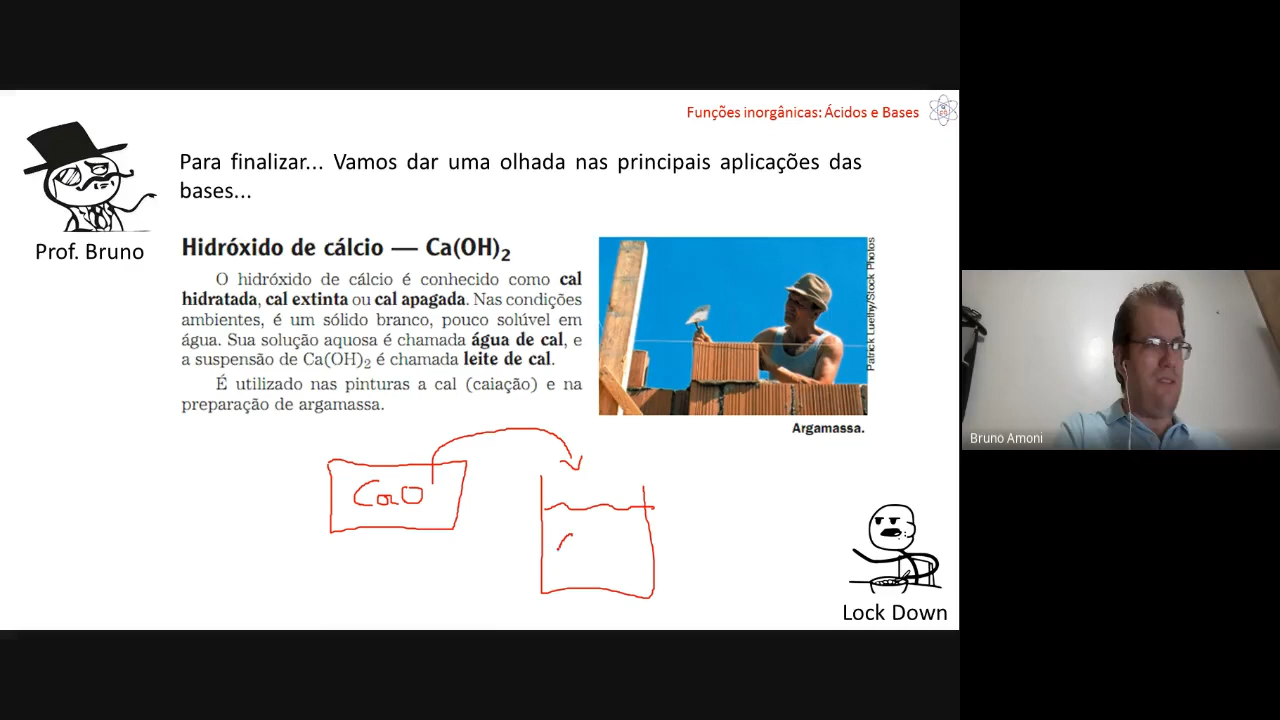 Funções inorgânicas: Ácidos e Bases
Para finalizar... Vamos dar uma olhada nas principais aplicações das
bases...
Prof. Bruno
Hidróxido de cálcio — Ca(OH)₂
O hidróxido de cálcio é conhecido como cal
hidratada, cal extinta ou cal apagada. Nas condições
ambientes, é um sólido branco, pouco solúvel em
água. Sua solução aquosa é chamada água de cal, e
a suspensão de Ca(OH)₂ é chamada leite de cal.
É utilizado nas pinturas a cal (caiação) e na
preparação de argamassa.
Patrick Luethy/Stock Photos
Argamassa.
CaO
Bruno Amoni
Lock Down